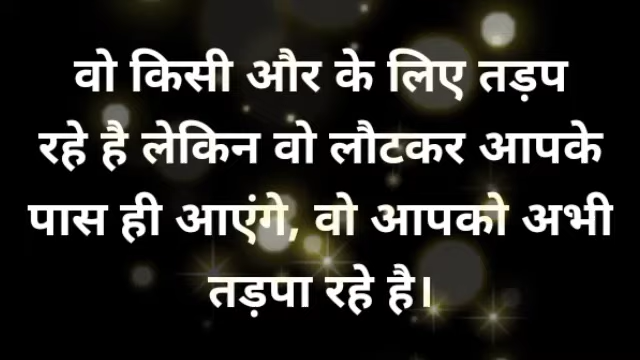 वो किसी और के लिए तड़प
रहे है लेकिन वो लौटकर आपके
पास ही आएंगे, वो आपको अभी
तड़पा रहे है।